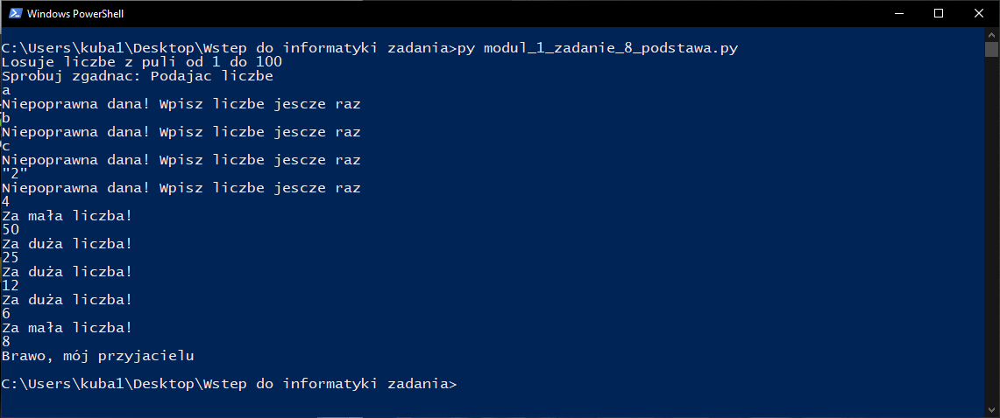 Windows PowerShell
C:\Users\kuba1\Desktop\Wstep do informatyki zadania>py modul_1_zadanie_8_podstawa.py
Losuje liczbe z puli od 1 do 100
Sprobuj zgadnac: Podajac liczbe
a
Niepoprawna dana! Wpisz liczbe jescze raz
b
Niepoprawna dana! Wpisz liczbe jescze raz
c
Niepoprawna dana! Wpisz liczbe jescze raz
"2"
Niepoprawna dana! Wpisz liczbe jescze raz
4
Za mała liczba!
50
Za duża liczba!
25
Za duża liczba!
12
Za duża liczba!
6
Za mała liczba!
8
Brawo, mój przyjacielu
C:\Users\kuba1\Desktop\Wstep do informatyki zadania>